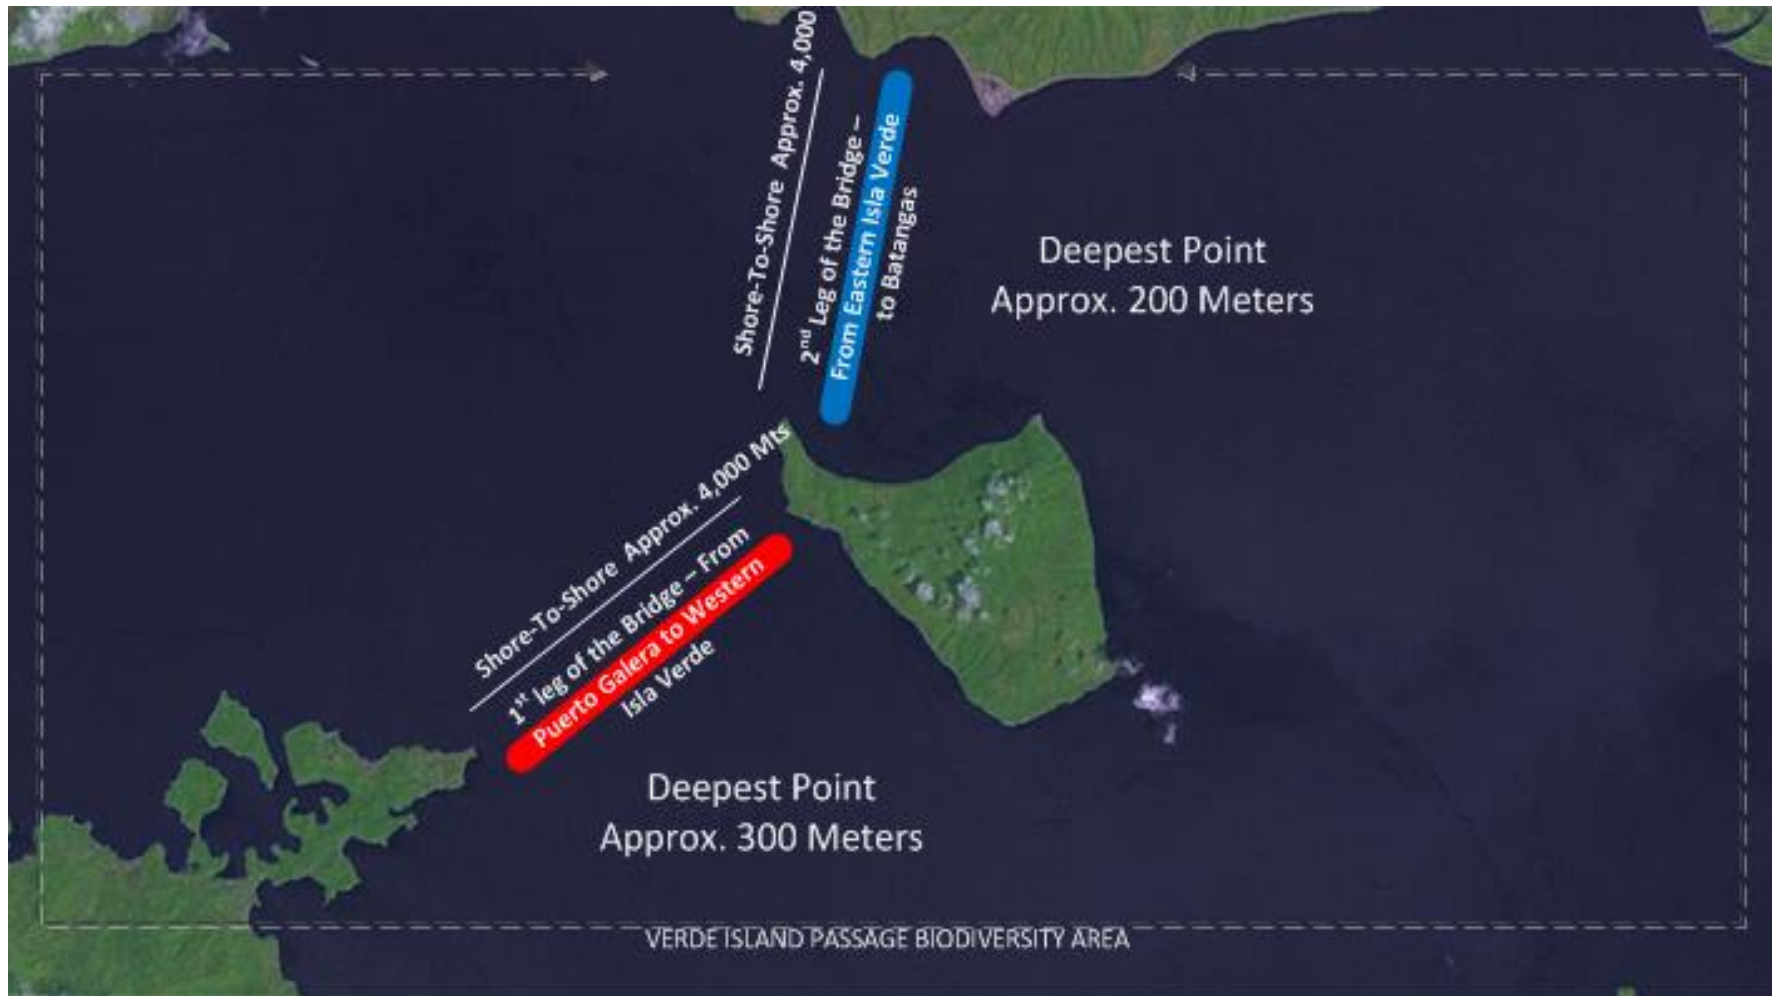 Shore-To-Shore Approx. 4,000
2nd Leg of the Bridge –
From Eastern Isla Verde
to Batangas
Deepest Point
Approx. 200 Meters
Shore-To-Shore Approx. 4,000 Mts
1st leg of the Bridge – From
Puerto Galera to Western
Isla Verde
Deepest Point
Approx. 300 Meters
VERDE ISLAND PASSAGE BIODIVERSITY AREA